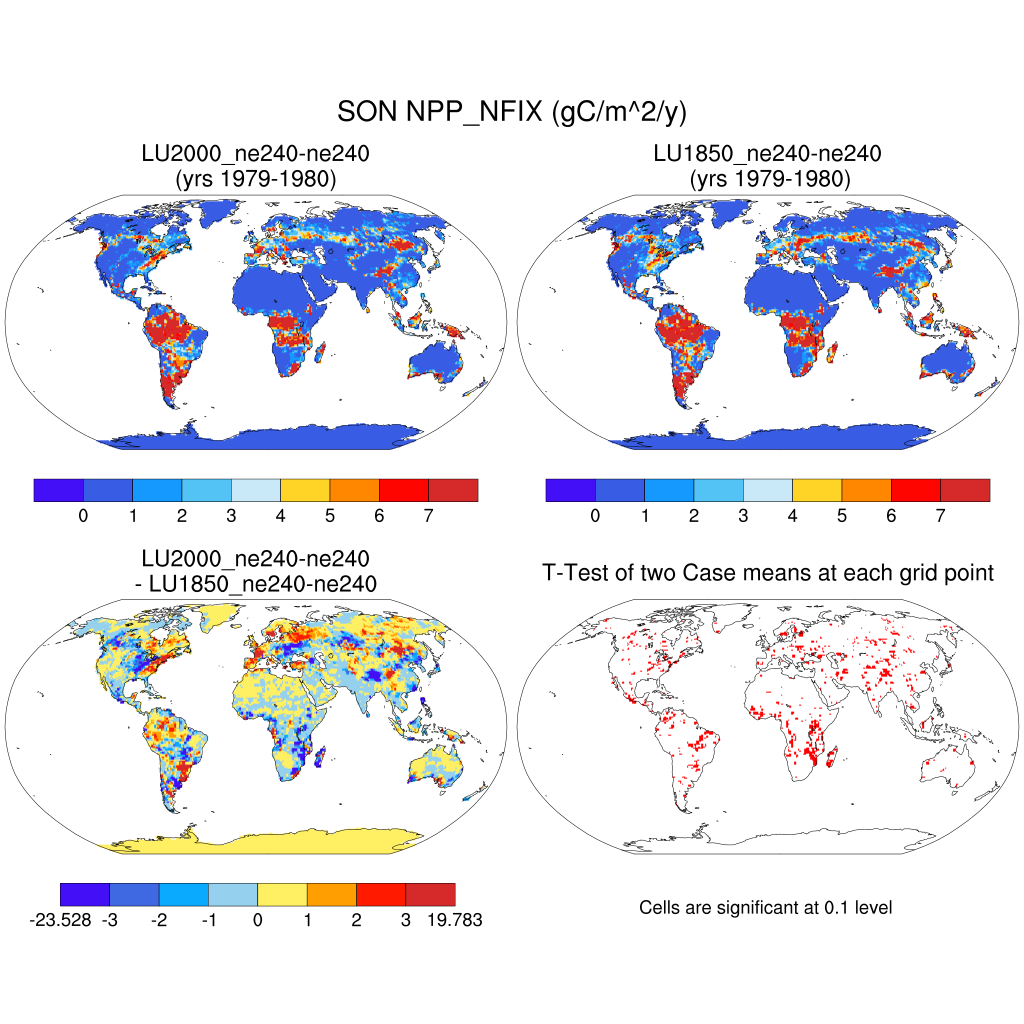 SON NPP_NFIX (gC/m^2/y)
LU2000_ne240-ne240
(yrs 1979-1980)
LU1850_ne240-ne240
(yrs 1979-1980)
0 1 2 3 4 5 6 7
0 1 2 3 4 5 6 7
LU2000_ne240-ne240
- LU1850_ne240-ne240
T-Test of two Case means at each grid point
-23.528 -3 -2 -1 0 1 2 3 19.783
Cells are significant at 0.1 level